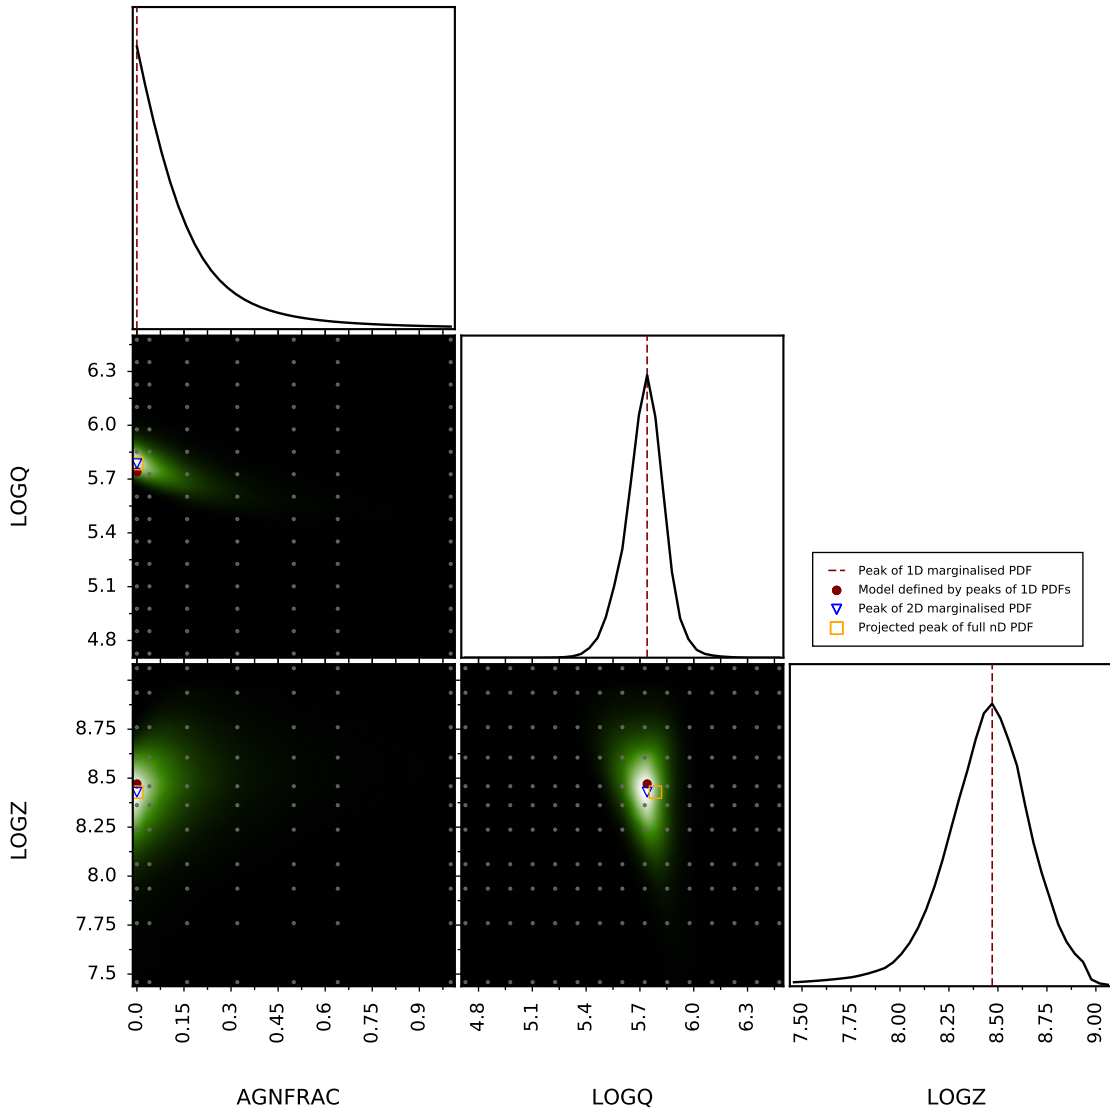 6.3
6.0
5.7
5.4
5.1
4.8
LOGQ
Peak of 1D marginalised PDF
Model defined by peaks of 1D PDFs
Peak of 2D marginalised PDF
Projected peak of full nD PDF
8.75
8.5
8.25
8.0
7.75
7.5
LOGZ
0.0 0.15 0.3 0.45 0.6 0.75 0.9
4.8 5.1 5.4 5.7 6.0 6.3
7.50 7.75 8.00 8.25 8.50 8.75 9.00
AGNFRAC LOGQ LOGZ